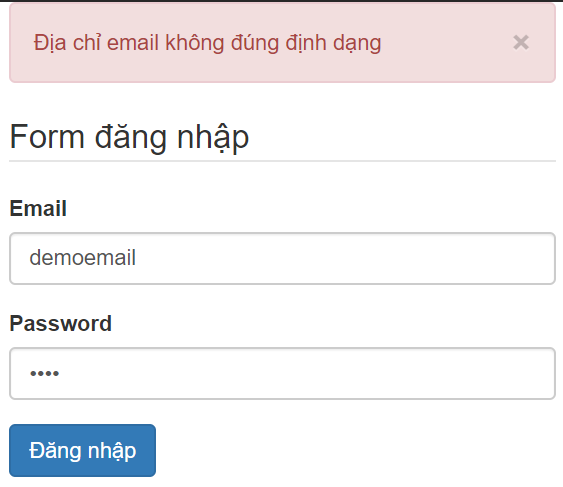 Địa chỉ email không đúng định dạng ×
Form đăng nhập
Email
demoemail
Password
••••
Đăng nhập